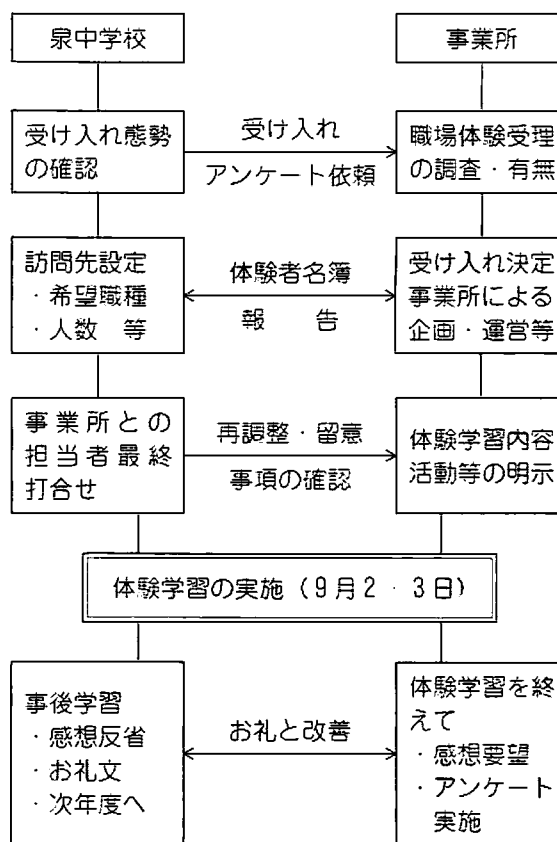 泉中学校
事業所
受け入れ態勢
の確認
受け入れ
アンケート依頼
職場体験受理
の調査・有無
訪問先設定
・希望職種
・人数 等
体験者名簿
報 告
受け入れ決定
事業所による
企画・運営等
事業所との
担当者最終
打合せ
再調整・留意
事項の確認
体験学習内容
活動等の明示
体験学習の実施(9月2・3日)
事後学習
・感想反省
・お礼文
・次年度へ
お礼と改善
体験学習を終
えて
・感想要望
・アンケート
実施